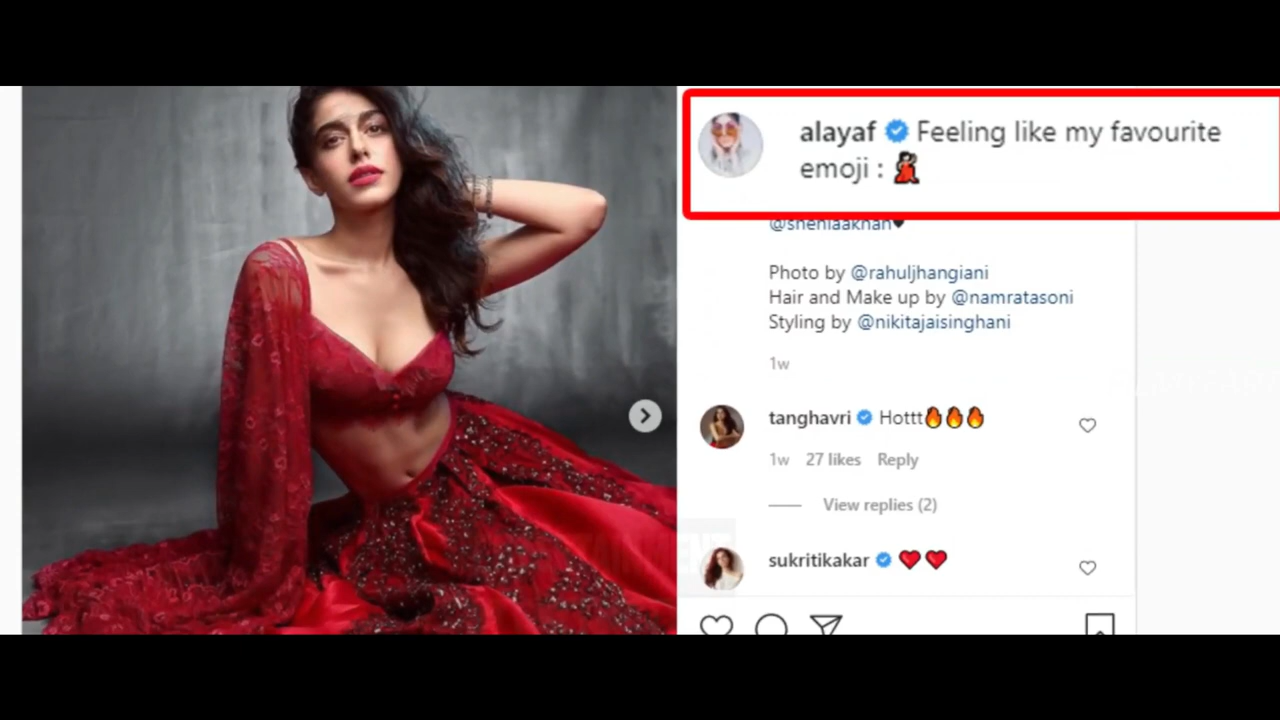 alayaf Feeling like my favourite
emoji : 💃
@shehlaakhan🖤
Photo by @rahuljhangiani
Hair and Make up by @namratasoni
Styling by @nikitajaisinghani
1w
tanghavri Hottt🔥🔥🔥
1w 27 likes Reply
View replies (2)
sukritikakar ❤️❤️